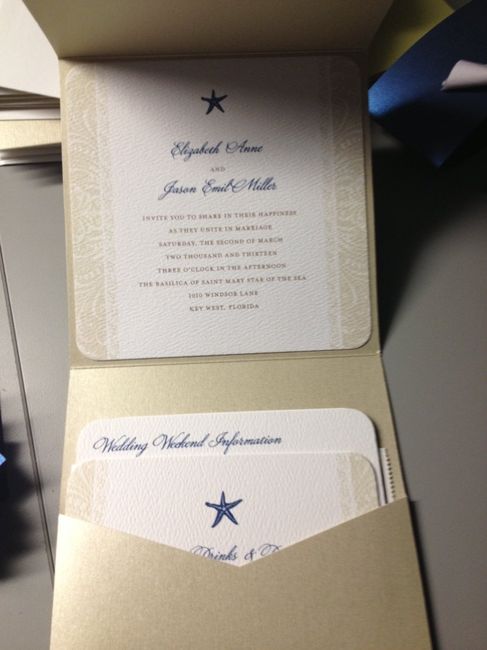 Elizabeth Anne
AND
Jason Emil Miller
INVITE YOU TO SHARE IN THEIR HAPPINESS
AS THEY UNITE IN MARRIAGE
SATURDAY, THE SECOND OF MARCH
TWO THOUSAND AND THIRTEEN
THREE O'CLOCK IN THE AFTERNOON
THE BASILICA OF SAINT MARY STAR OF THE SEA
1010 WINDSOR LANE
KEY WEST, FLORIDA
Wedding Weekend Information
Drinks & D